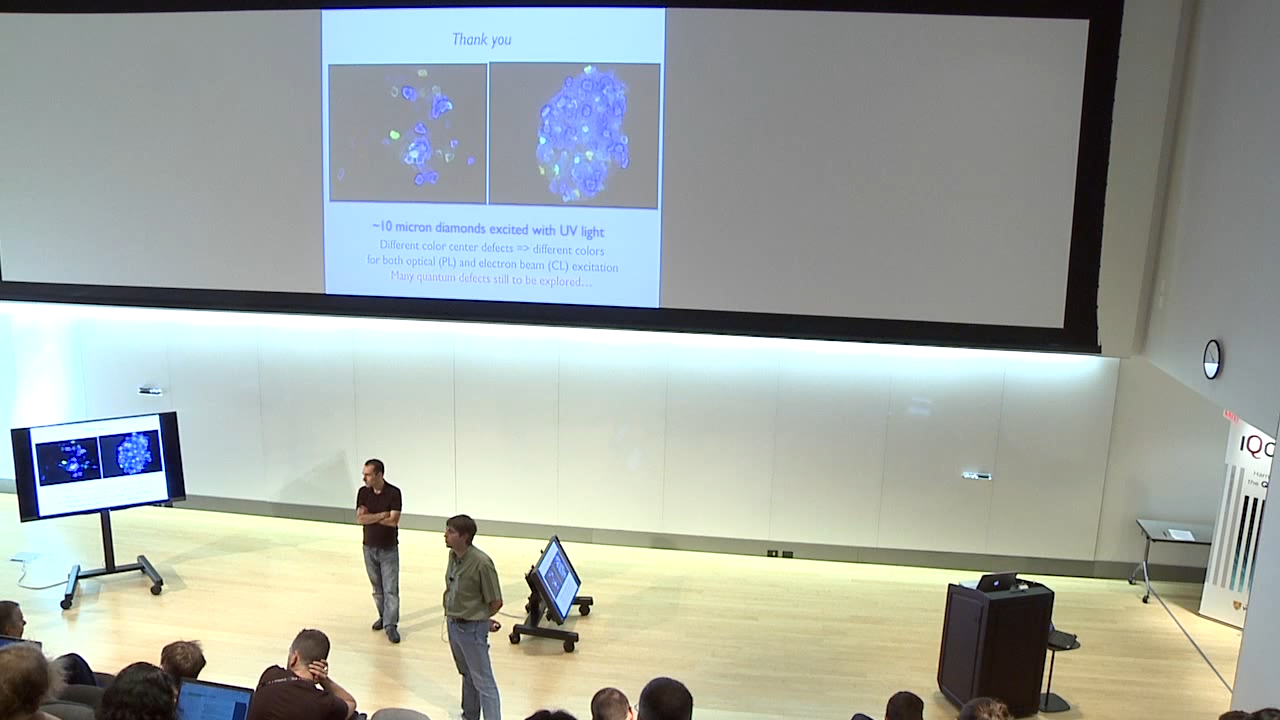 Thank you
~10 micron diamonds excited with UV light
Different color center defects => different colors
for both optical (PL) and electron beam (CL) excitation
Many quantum defects still to be explored...
IQC